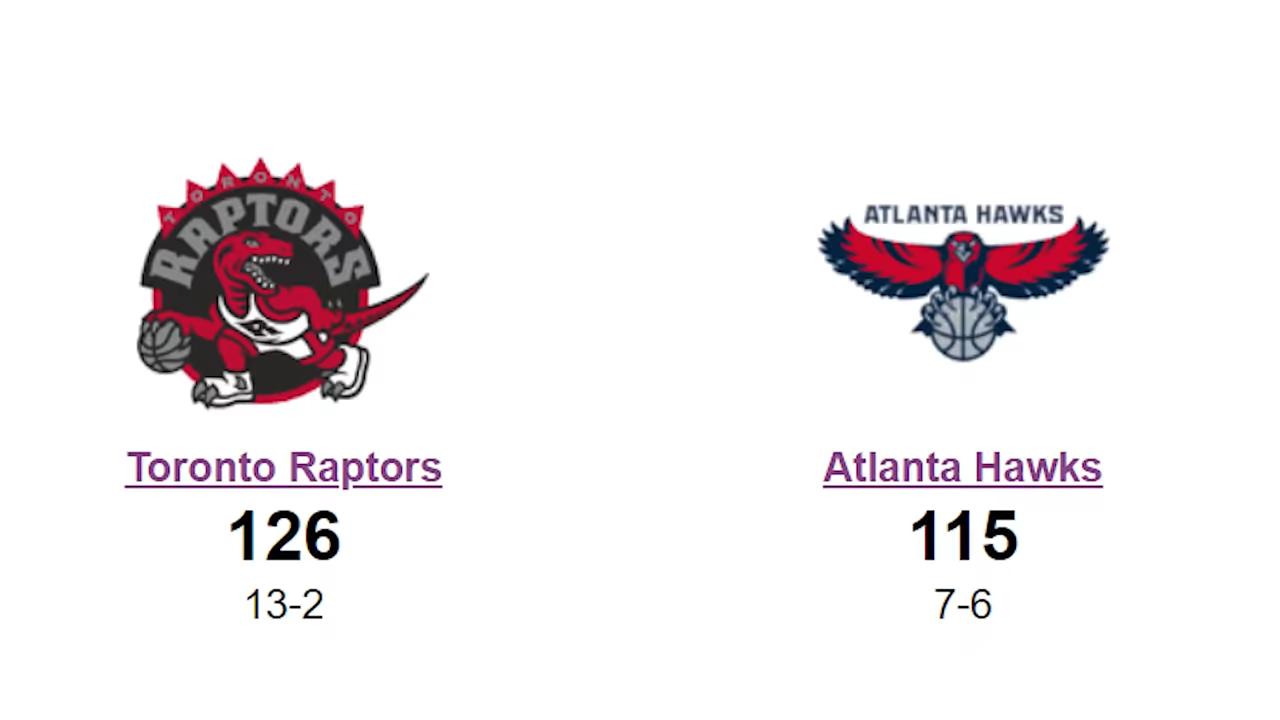 TORONTO
RAPTORS
ATLANTA HAWKS
Toronto Raptors
Atlanta Hawks
126
115
13-2
7-6